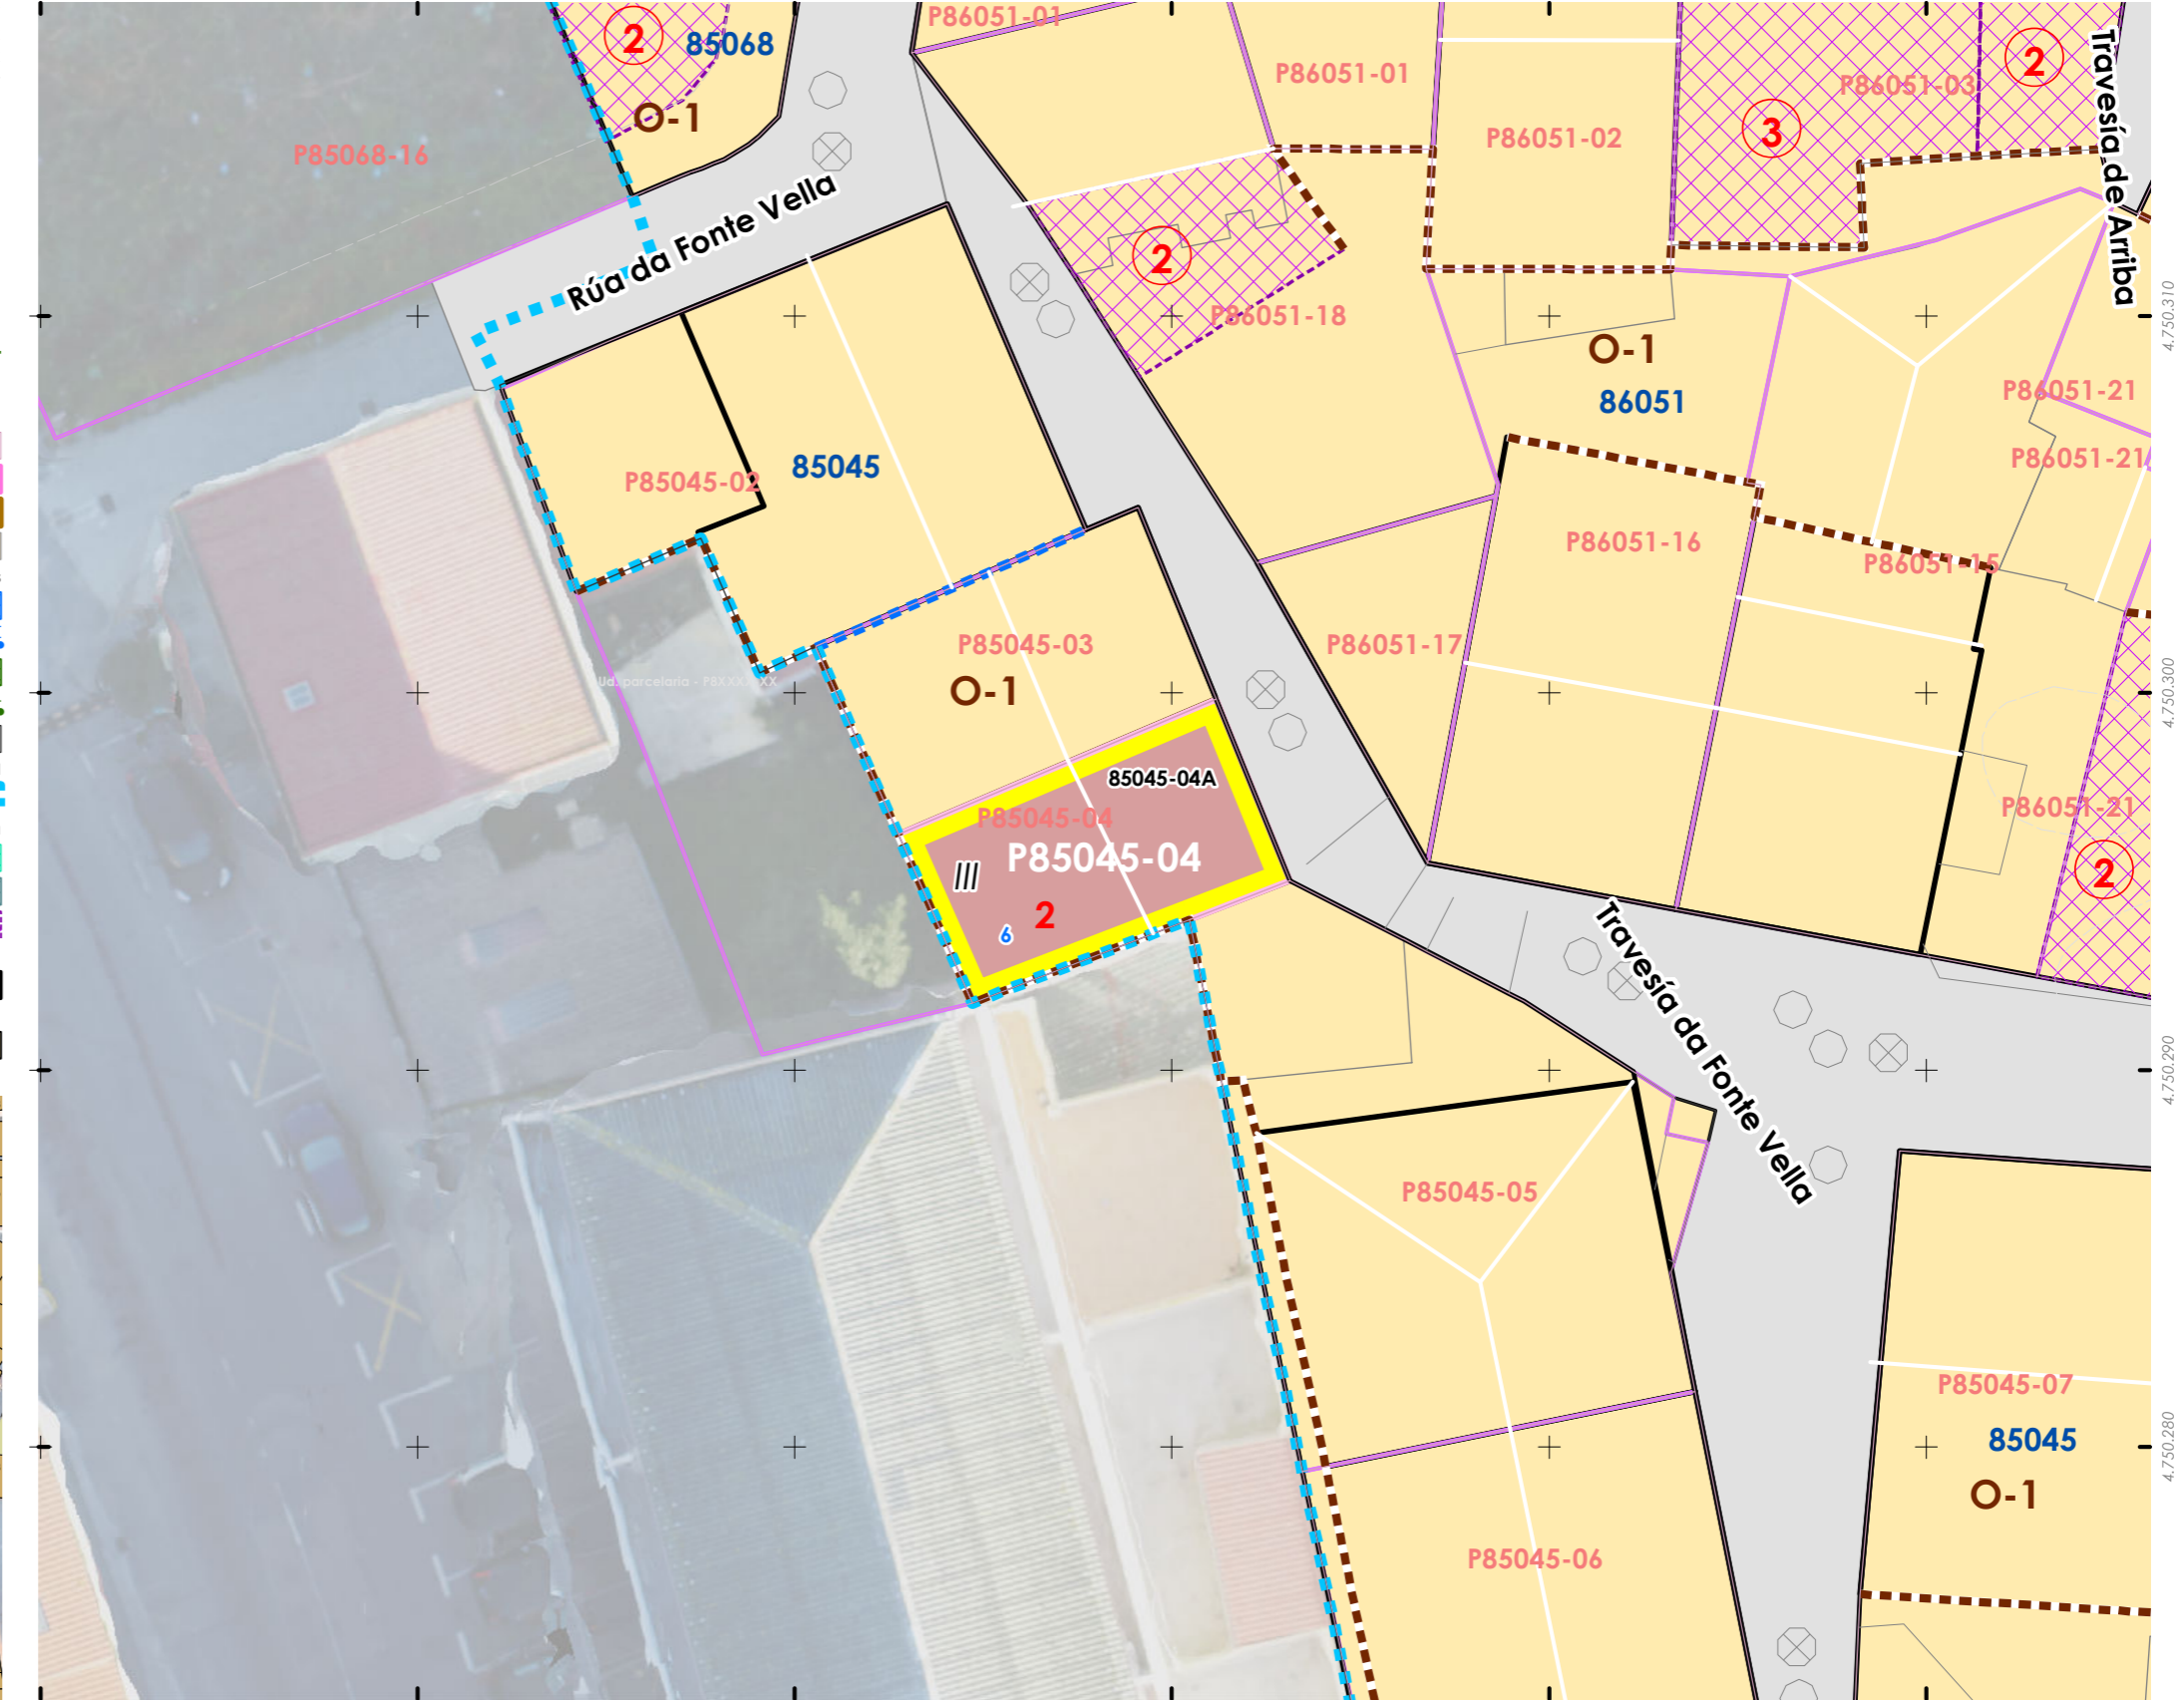 P86051-01
2
85068
O-1
P85068-16
P86051-01
P86051-02
P86051-03
3
2
Travesía de Arriba
Rúa da Fonte Vella
2
P86051-18
4.750.310
O-1
86051
P86051-21
P86051-21
P85045-02
85045
P86051-16
P86051-15
P85045-03
O-1
P86051-17
Ud. parcelaria - P8XXX-XX
4.750.300
85045-04A
P85045-04
P85045-04
III
2
6
P86051-21
2
Travesía da Fonte Vella
4.750.290
P85045-05
P85045-07
85045
O-1
4.750.280
P85045-06